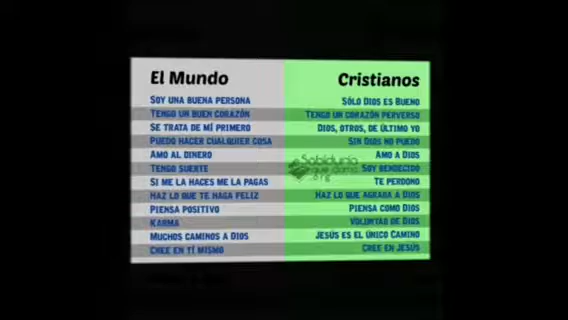 El Mundo Cristianos
SOY UNA BUENA PERSONA SÓLO DIOS ES BUENO
TENGO UN BUEN CORAZÓN TENGO UN CORAZÓN PERVERSO
SE TRATA DE MÍ PRIMERO DIOS, OTROS, DE ÚLTIMO YO
PUEDO HACER CUALQUIER COSA SIN DIOS NO PUEDO
AMO AL DINERO AMO A DIOS
Sabiduría
TENGO SUERTE SOY BENDECIDO
que clama
.org
SI ME LA HACES ME LA PAGAS TE PERDONO
HAZ LO QUE TE HAGA FELIZ HAZ LO QUE AGRADA A DIOS
PIENSA POSITIVO PIENSA COMO DIOS
KARMA VOLUNTAD DE DIOS
MUCHOS CAMINOS A DIOS JESÚS ES EL ÚNICO CAMINO
CREE EN TÍ MISMO CREE EN JESÚS